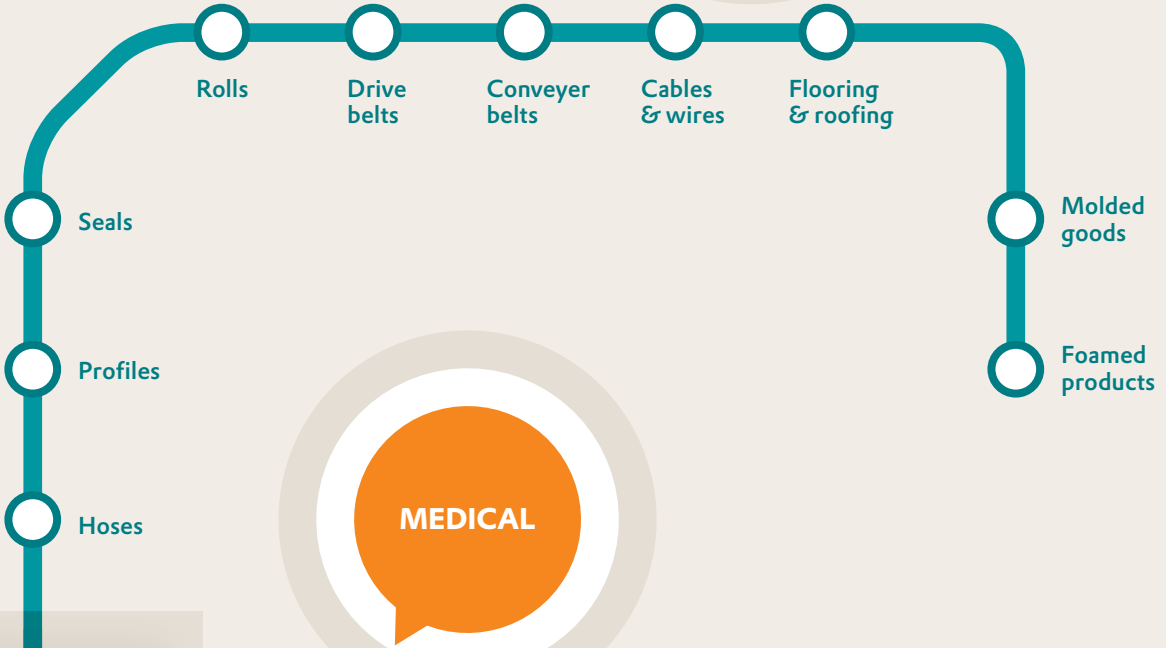 Rolls
Drive
belts
Conveyer
belts
Cables
& wires
Flooring
& roofing
Molded
goods
Seals
Foamed
products
Profiles
Hoses
MEDICAL